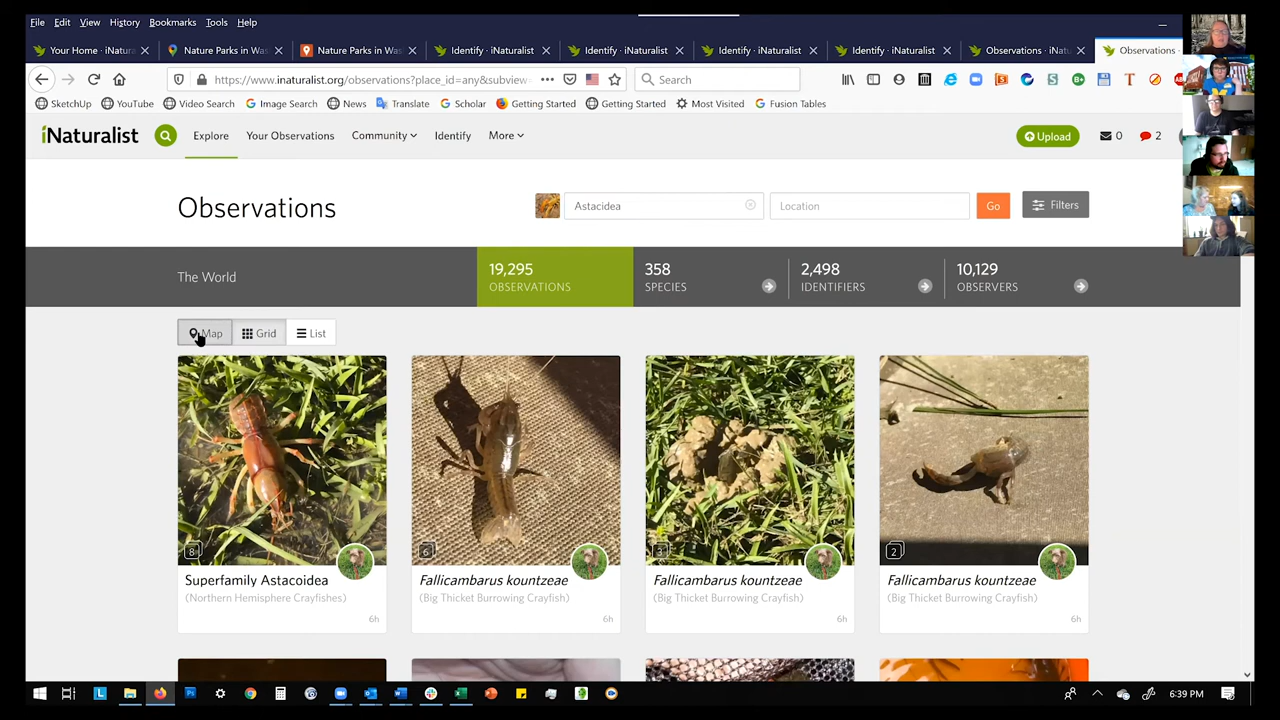 File Edit View History Bookmarks Tools Help
Your Home · iNatura
Nature Parks in Was
Nature Parks in Was
Identify · iNaturalist
Identify · iNaturalist
Identify · iNaturalist
Identify · iNaturalist
Observations · iNatu
Observations ·
https://www.inaturalist.org/observations?place_id=any&subview
Search
SketchUp YouTube Video Search Image Search News Translate Scholar Getting Started Getting Started Most Visited Fusion Tables
iNaturalist
Explore Your Observations Community Identify More
Upload 0 2
Observations
Astacidea Location Go Filters
The World
19,295
OBSERVATIONS
358
SPECIES
2,498
IDENTIFIERS
10,129
OBSERVERS
Map Grid List
8
6
3
2
Superfamily Astacoidea
(Northern Hemisphere Crayfishes)
6h
Fallicambarus kountzeae
(Big Thicket Burrowing Crayfish)
6h
Fallicambarus kountzeae
(Big Thicket Burrowing Crayfish)
6h
Fallicambarus kountzeae
(Big Thicket Burrowing Crayfish)
6h
6:39 PM